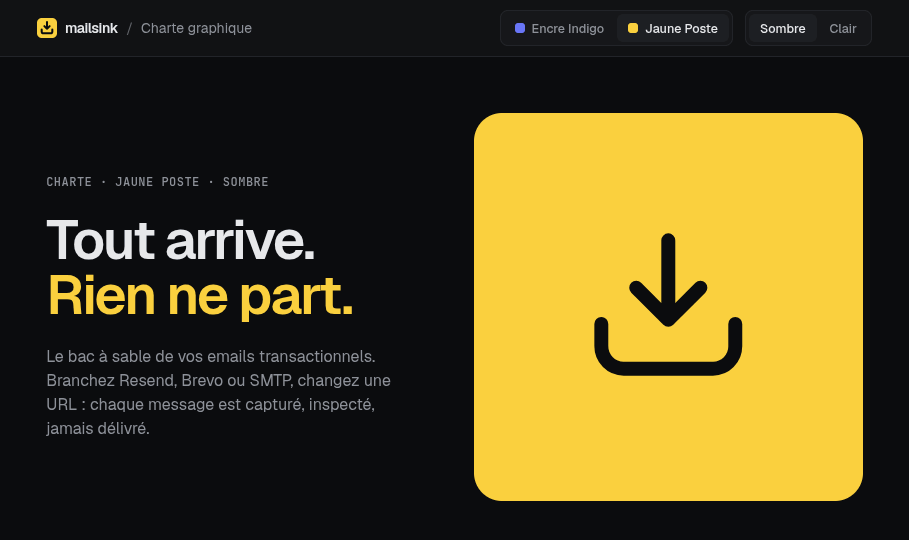 mailsink / Charte graphique
Encre Indigo
Jaune Poste
Sombre
Clair
CHARTE · JAUNE POSTE · SOMBRE
Tout arrive.
Rien ne part.
Le bac à sable de vos emails transactionnels.
Branchez Resend, Brevo ou SMTP, changez une
URL : chaque message est capturé, inspecté,
jamais délivré.